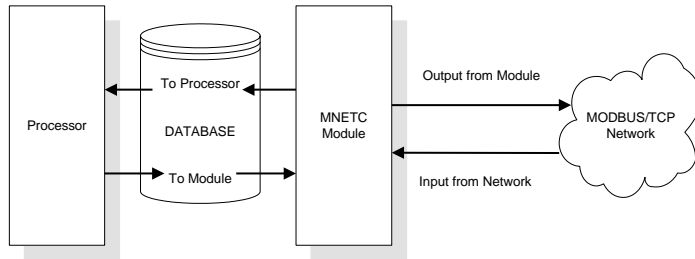 Processor
To Processor
DATABASE
To Module
MNETC
Module
Output from Module
Input from Network
MODBUS/TCP
Network